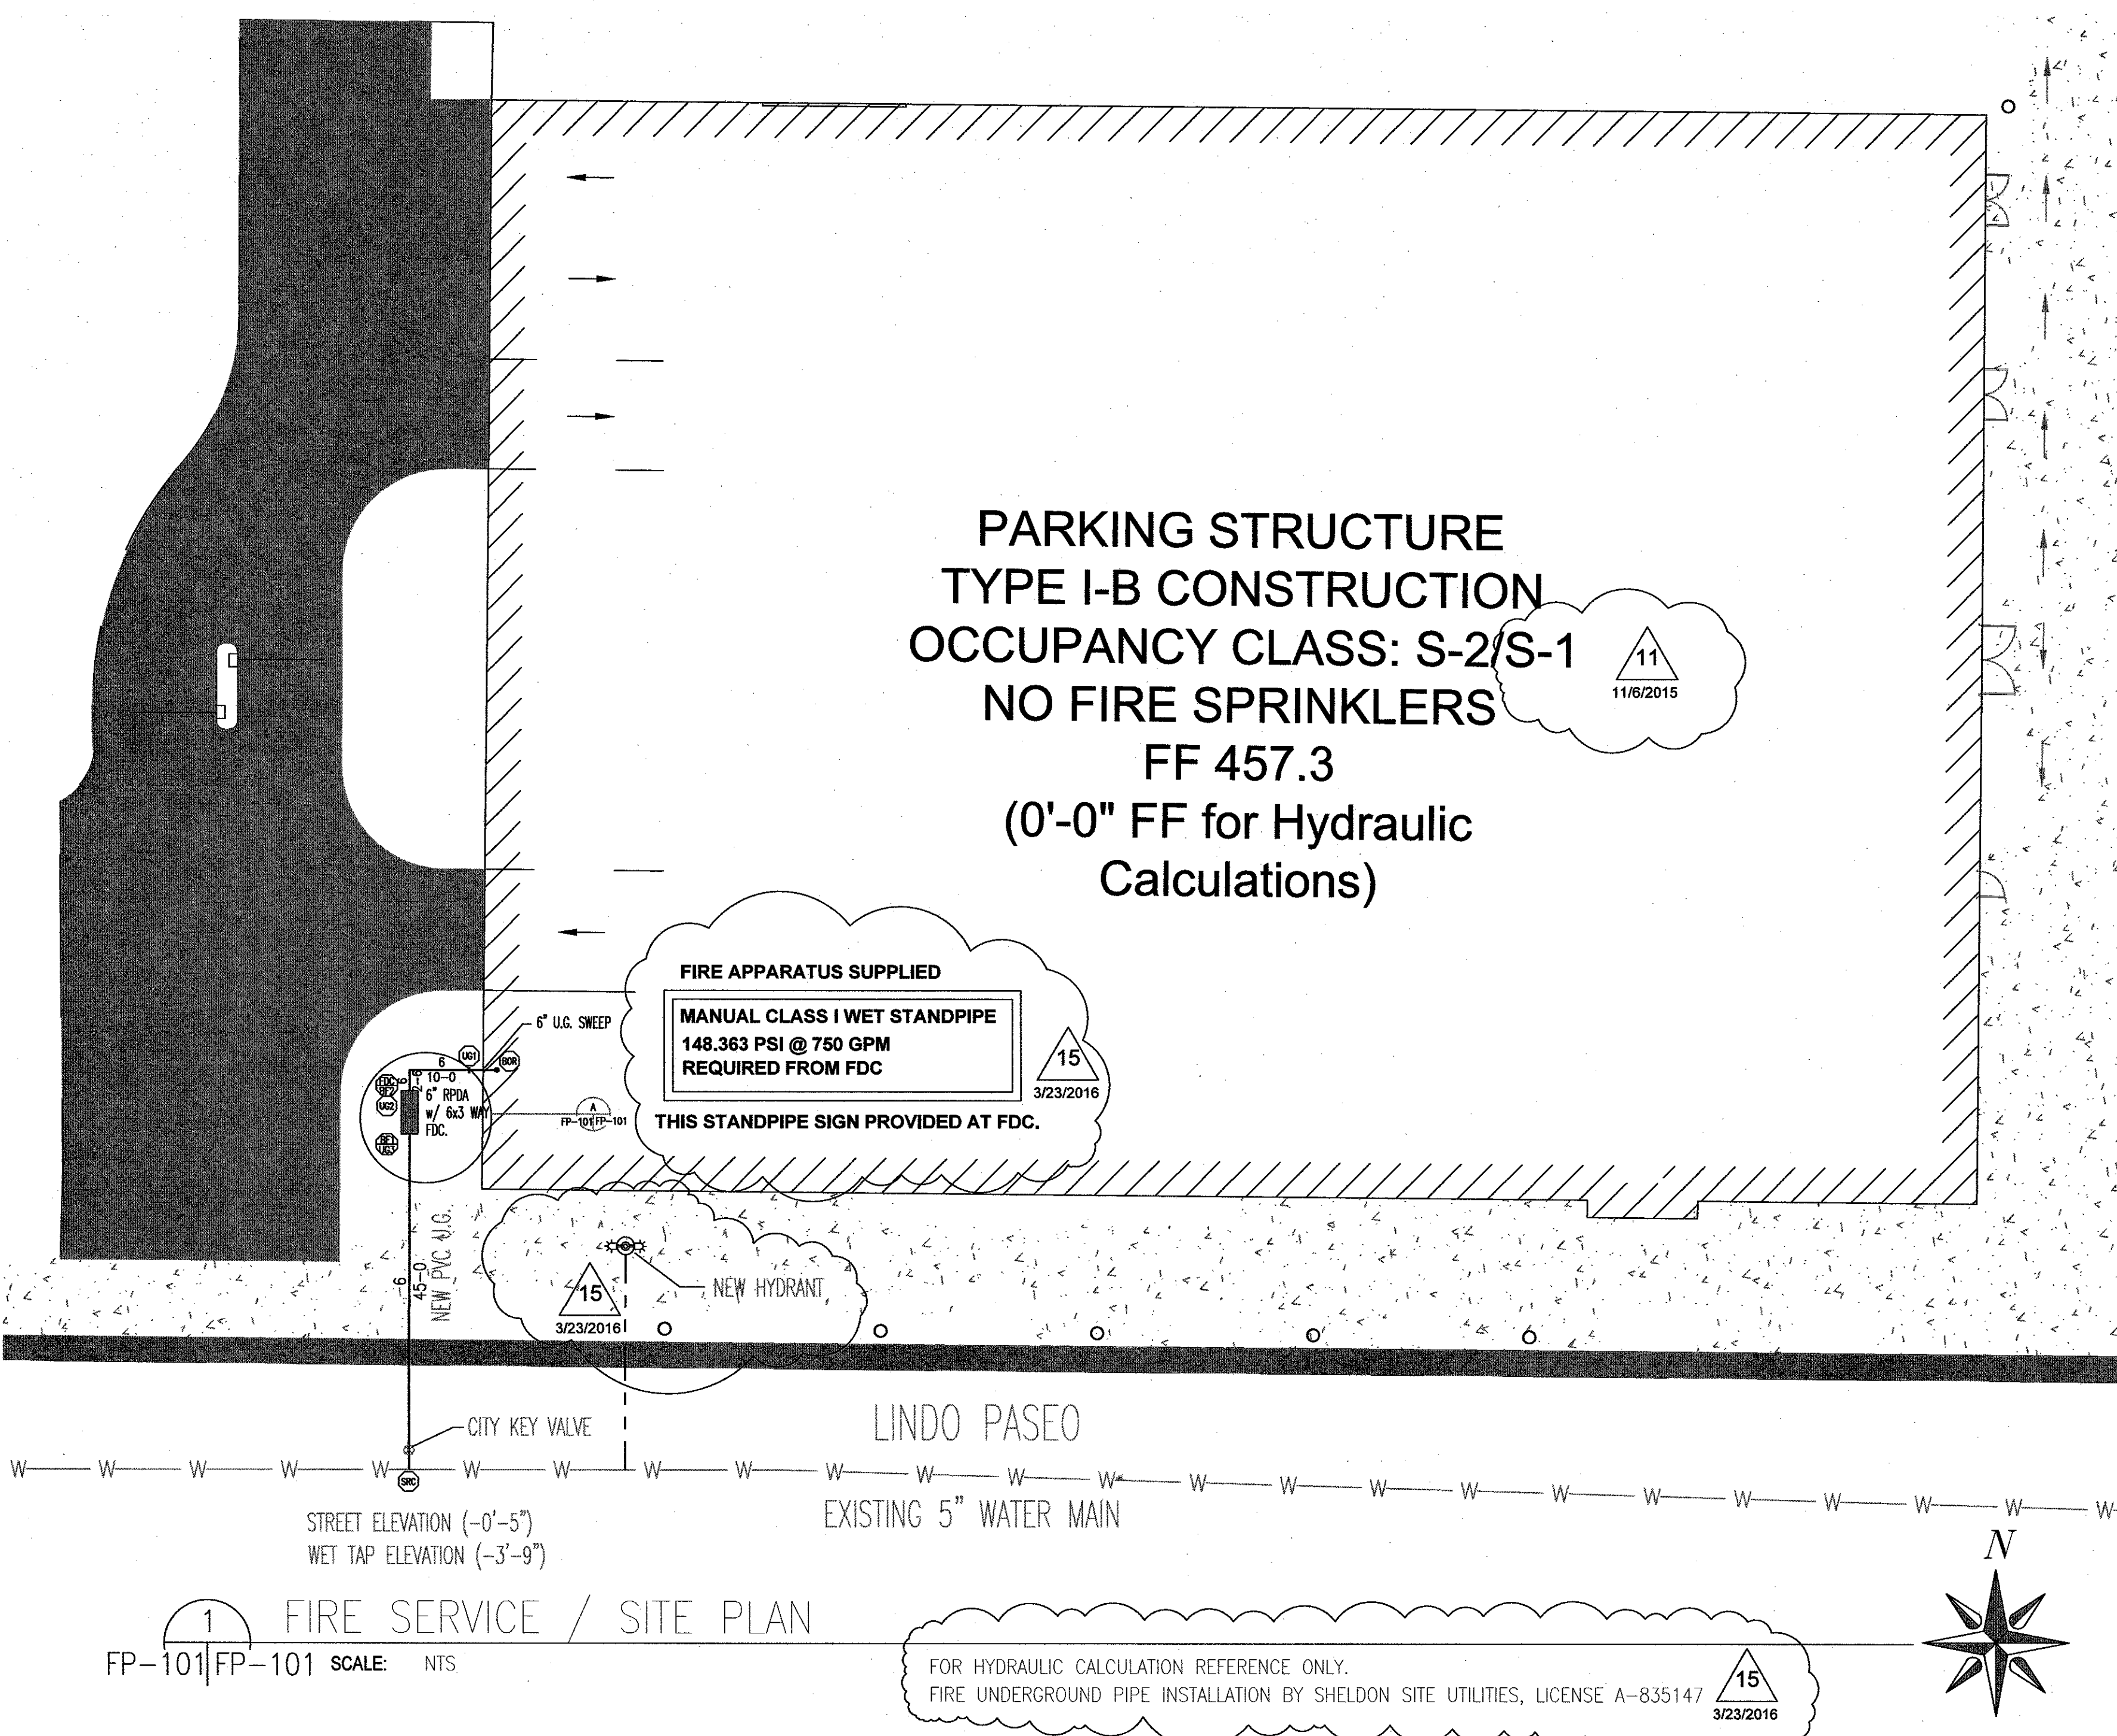 PARKING STRUCTURE
TYPE I-B CONSTRUCTION
OCCUPANCY CLASS: S-2/S-1
NO FIRE SPRINKLERS
FF 457.3
(0'-0" FF for Hydraulic
Calculations)
11
11/6/2015
FIRE APPARATUS SUPPLIED
MANUAL CLASS I WET STANDPIPE
148.363 PSI @ 750 GPM
REQUIRED FROM FDC
THIS STANDPIPE SIGN PROVIDED AT FDC.
15
3/23/2016
6" U.G. SWEEP
UG1
BOR
6
10-0
6
2-6
FDC
BF2
UG2
6" RPDA
w/ 6x3 WAY
FDC.
BF1
UG3
A
FP-101 FP-101
6
45-0
NEW PVC U.G.
NEW HYDRANT
15
3/23/2016
CITY KEY VALVE
LINDO PASEO
W W W W W W W W W W W W W W W W W W W W W W W W
SRC
EXISTING 5" WATER MAIN
STREET ELEVATION (-0'-5")
WET TAP ELEVATION (-3'-9")
N
1
FIRE SERVICE / SITE PLAN
FP-101 FP-101 SCALE: NTS
FOR HYDRAULIC CALCULATION REFERENCE ONLY.
FIRE UNDERGROUND PIPE INSTALLATION BY SHELDON SITE UTILITIES, LICENSE A-835147
15
3/23/2016